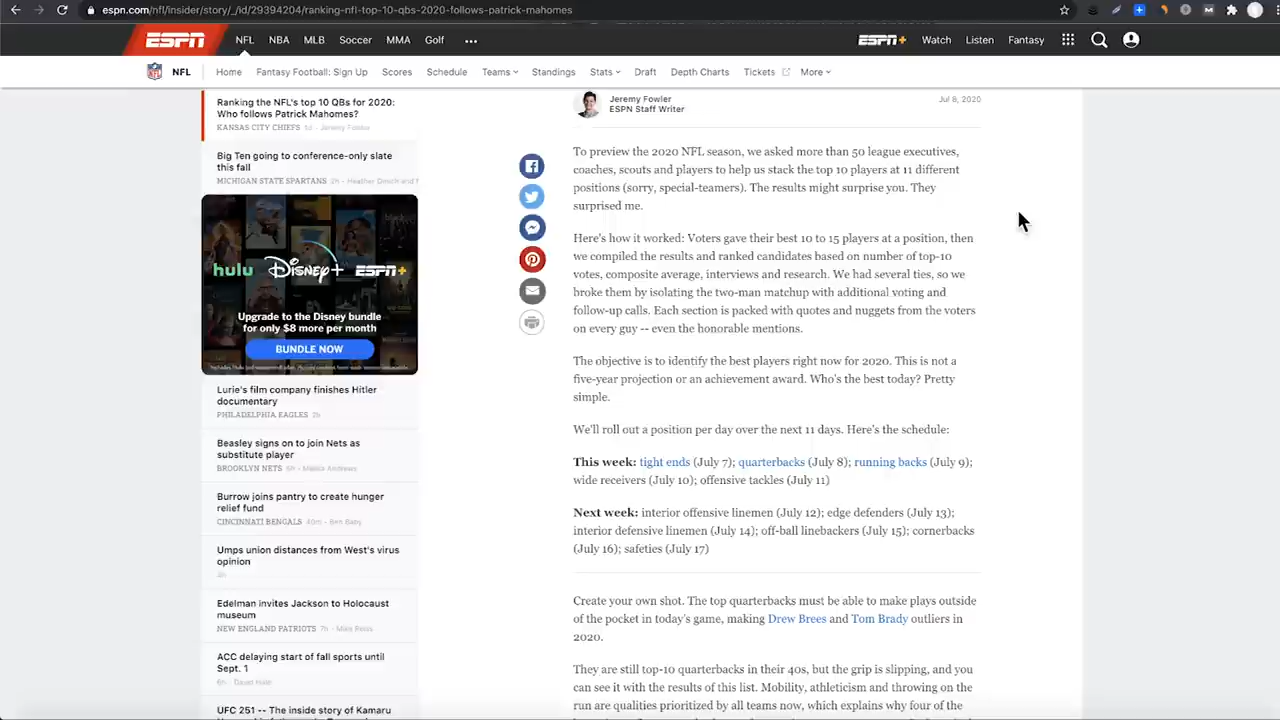 espn.com/nfl/insider/story/_/id/29394204/ranking-nfl-top-10-qbs-2020-follows-patrick-mahomes
ESPN NFL NBA MLB Soccer MMA Golf ••• ESPN+ Watch Listen Fantasy
NFL Home Fantasy Football: Sign Up Scores Schedule Teams Standings Stats Draft Depth Charts Tickets More
Ranking the NFL's top 10 QBs for 2020:
Who follows Patrick Mahomes?
KANSAS CITY CHIEFS 1d - Jeremy Fowler
Big Ten going to conference-only slate
this fall
MICHIGAN STATE SPARTANS 2h - Heather Dinich and
hulu Disney+ ESPN+
Upgrade to the Disney bundle
for only $8 more per month
BUNDLE NOW
Lurie's film company finishes Hitler
documentary
PHILADELPHIA EAGLES 2h
Beasley signs on to join Nets as
substitute player
BROOKLYN NETS 5h - Malika Andrews
Burrow joins pantry to create hunger
relief fund
CINCINNATI BENGALS 40m - Ben Baby
Umps union distances from West's virus
opinion
Edelman invites Jackson to Holocaust
museum
NEW ENGLAND PATRIOTS 7h - Mike Reiss
ACC delaying start of fall sports until
Sept. 1
6h - David Hale
UFC 251 -- The inside story of Kamaru
Jeremy Fowler
ESPN Staff Writer
Jul 8, 2020
To preview the 2020 NFL season, we asked more than 50 league executives,
coaches, scouts and players to help us stack the top 10 players at 11 different
positions (sorry, special-teamers). The results might surprise you. They
surprised me.
Here's how it worked: Voters gave their best 10 to 15 players at a position, then
we compiled the results and ranked candidates based on number of top-10
votes, composite average, interviews and research. We had several ties, so we
broke them by isolating the two-man matchup with additional voting and
follow-up calls. Each section is packed with quotes and nuggets from the voters
on every guy -- even the honorable mentions.
The objective is to identify the best players right now for 2020. This is not a
five-year projection or an achievement award. Who's the best today? Pretty
simple.
We'll roll out a position per day over the next 11 days. Here's the schedule:
This week: tight ends (July 7); quarterbacks (July 8); running backs (July 9);
wide receivers (July 10); offensive tackles (July 11)
Next week: interior offensive linemen (July 12); edge defenders (July 13);
interior defensive linemen (July 14); off-ball linebackers (July 15); cornerbacks
(July 16); safeties (July 17)
Create your own shot. The top quarterbacks must be able to make plays outside
of the pocket in today's game, making Drew Brees and Tom Brady outliers in
2020.
They are still top-10 quarterbacks in their 40s, but the grip is slipping, and you
can see it with the results of this list. Mobility, athleticism and throwing on the
run are qualities prioritized by all teams now, which explains why four of the